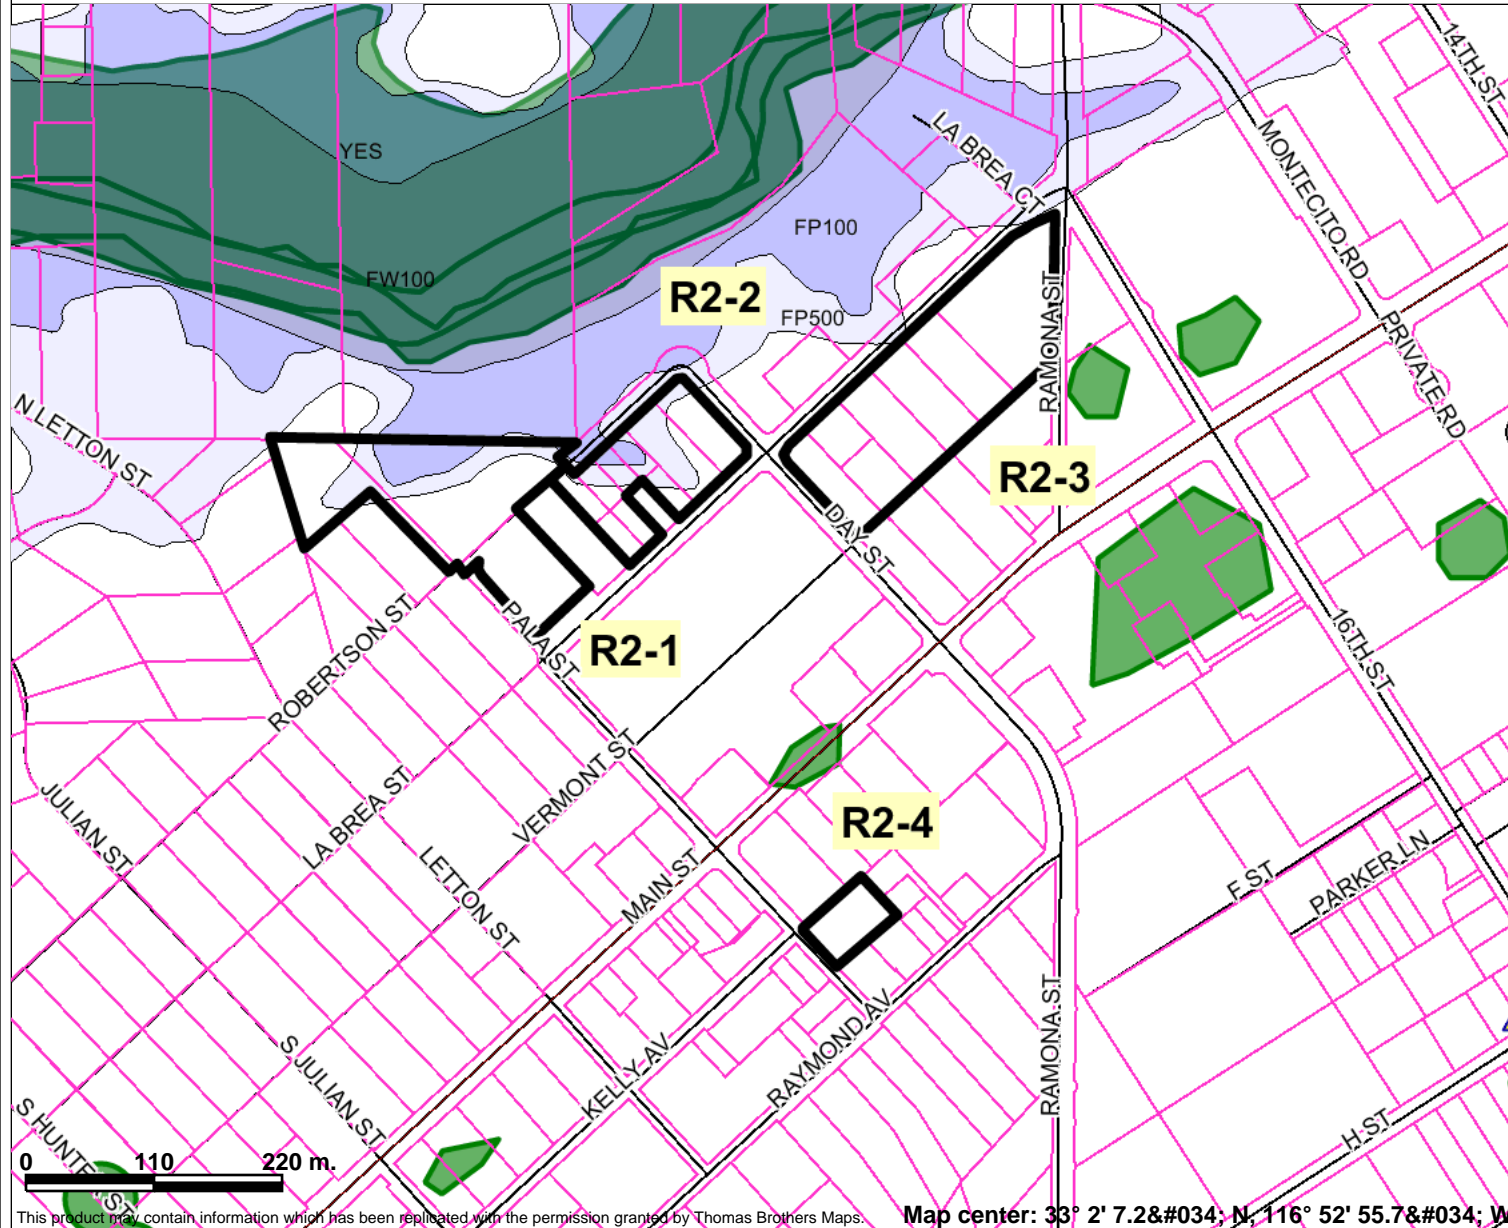 14TH ST
LA BREA CT
MONTECITO RD
YES
FP100
FW100
R2-2
RAMONA ST
FP500
PRIVATE RD
N LETTON ST
R2-3
DAY ST
ROBERTSON ST
PALA ST
R2-1
16TH ST
JULIAN ST
LA BREA ST
VERMONT ST
R2-4
LETTON ST
MAIN ST
F ST
PARKER LN
S JULIAN ST
KELLY AV
RAYMOND AV
RAMONA ST
S HUNTER ST
H ST
0 110 220 m.
This product may contain information which has been replicated with the permission granted by Thomas Brothers Maps.
Map center: 33° 2' 7.2&#034; N, 116° 52' 55.7&#034; W